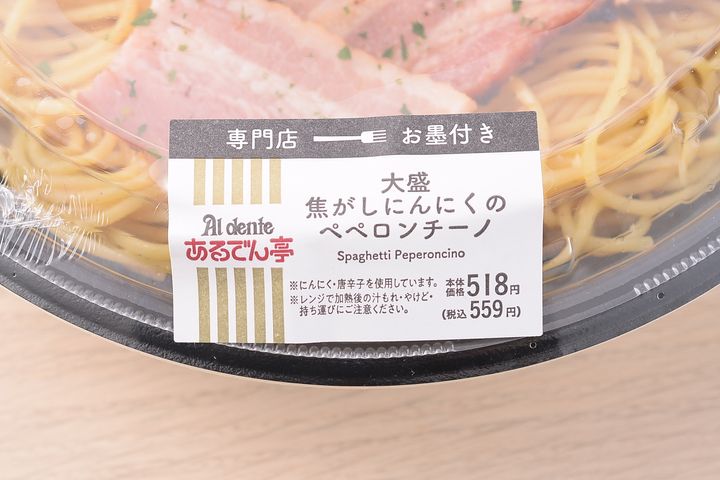 専門店 お墨付き
Al dente
あるでん亭
大盛
焦がしにんにくの
ペペロンチーノ
Spaghetti Peperoncino
※にんにく・唐辛子を使用しています。
※レンジで加熱後の汁もれ・やけど・
持ち運びにご注意ください。
本体価格 518円
(税込 559円)